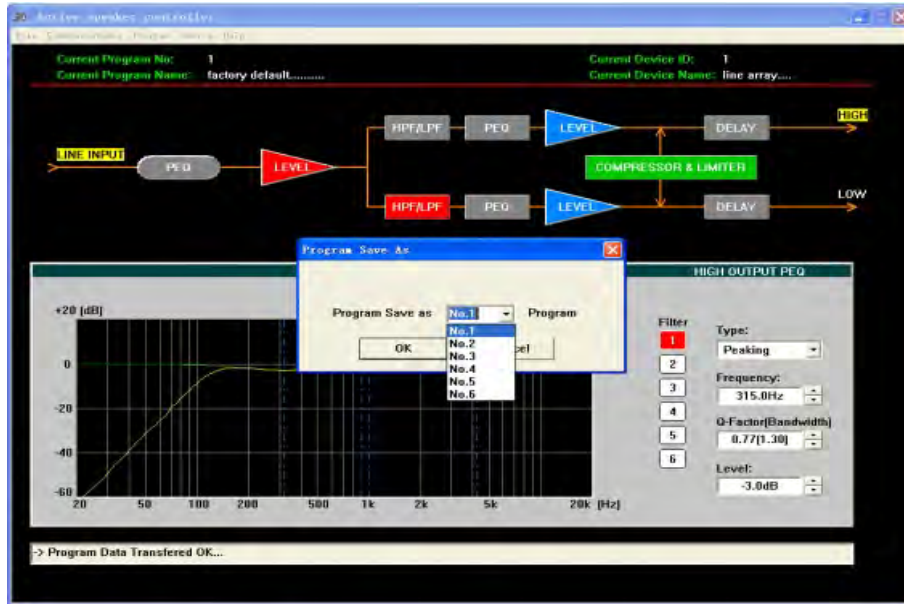 Active speaker controller
Current Program No: 1
Current Program Name: factory default..........
Current Device ID: 1
Current Device Name: line array....
HIGH
HPF/LPF
PEQ
LEVEL
DELAY
LINE INPUT
PEQ
LEVEL
COMPRESSOR & LIMITER
LOW
HPF/LPF
PEQ
LEVEL
DELAY
Program Save As
HIGH OUTPUT PEQ
Program Save as No.1 Program
No.1
No.2
No.3
No.4
No.5
No.6
OK
+20 [dB]
0
-20
-40
-60
20 50 100 200 500 1k 2k 5k 20k [Hz]
Filter
1
2
3
4
5
6
Type:
Peaking
Frequency:
315.0Hz
Q-Factor(Bandwidth)
0.77(1.30)
Level:
-3.0dB
-> Program Data Transfered OK...